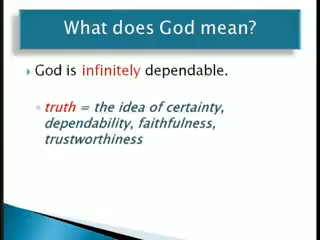 What does God mean?
God is infinitely dependable.
truth = the idea of certainty,
dependability, faithfulness,
trustworthiness